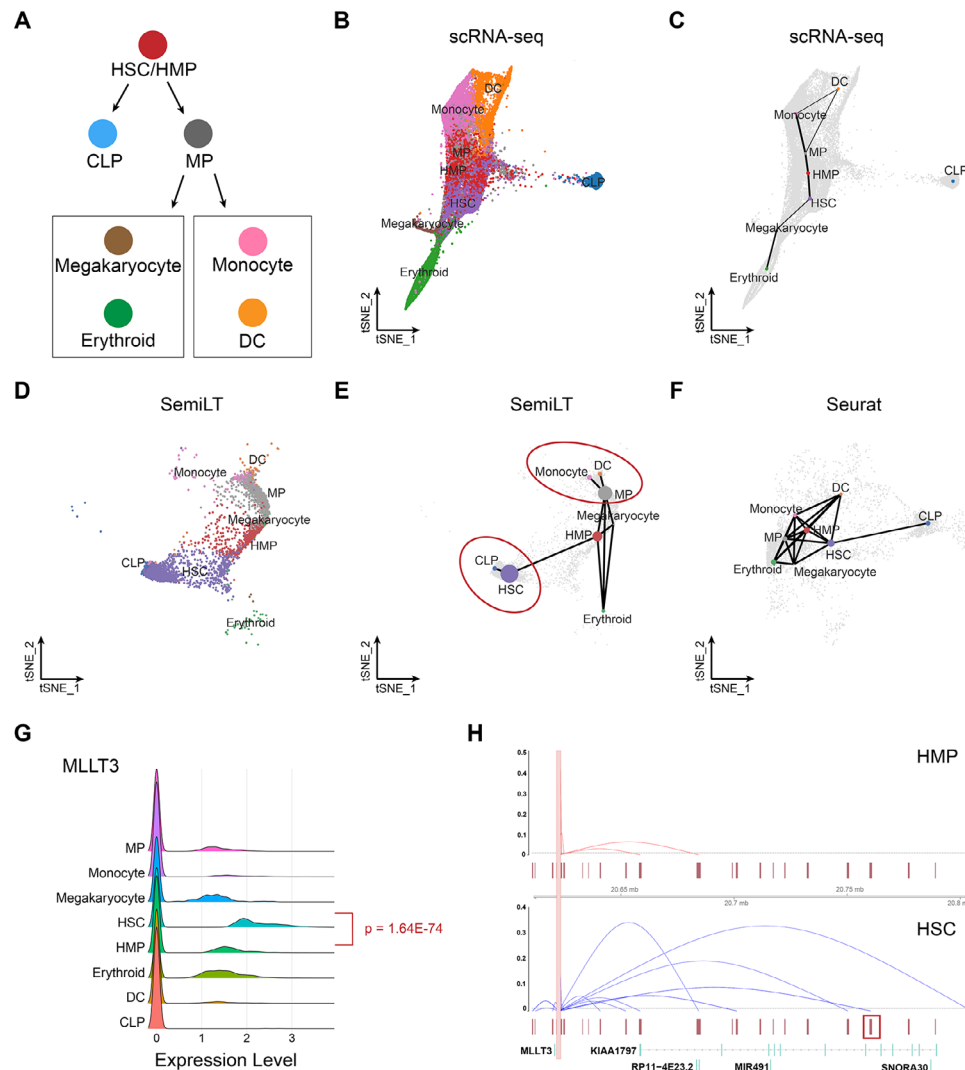 A
HSC/HMP
CLP
MP
Megakaryocyte
Monocyte
Erythroid
DC
B
scRNA-seq
DC
Monocyte
MP
HMP
CLP
HSC
Megakaryocyte
Erythroid
tSNE_2
tSNE_1
C
scRNA-seq
DC
Monocyte
MP
HMP
CLP
HSC
Megakaryocyte
Erythroid
tSNE_2
tSNE_1
D
SemiLT
DC
Monocyte
MP
Megakaryocyte
HMP
CLP
HSC
Erythroid
tSNE_2
tSNE_1
E
SemiLT
DC
Monocyte
MP
Megakaryocyte
HMP
CLP
HSC
Erythroid
tSNE_2
tSNE_1
F
Seurat
DC
Monocyte
CLP
HMP
MP
HSC
Erythroid
Megakaryocyte
tSNE_2
tSNE_1
G
MLLT3
MP
Monocyte
Megakaryocyte
HSC
HMP
Erythroid
DC
CLP
p = 1.64E-74
0 1 2 3
Expression Level
H
HMP
0.5
0.4
0.3
0.2
0.1
0
20.65 mb
20.75 mb
20.7 mb
20.8
HSC
0.4
0.3
0.2
0.1
0
MLLT3
KIAA1797
RP11-4E23.2
MIR491
SNORA30